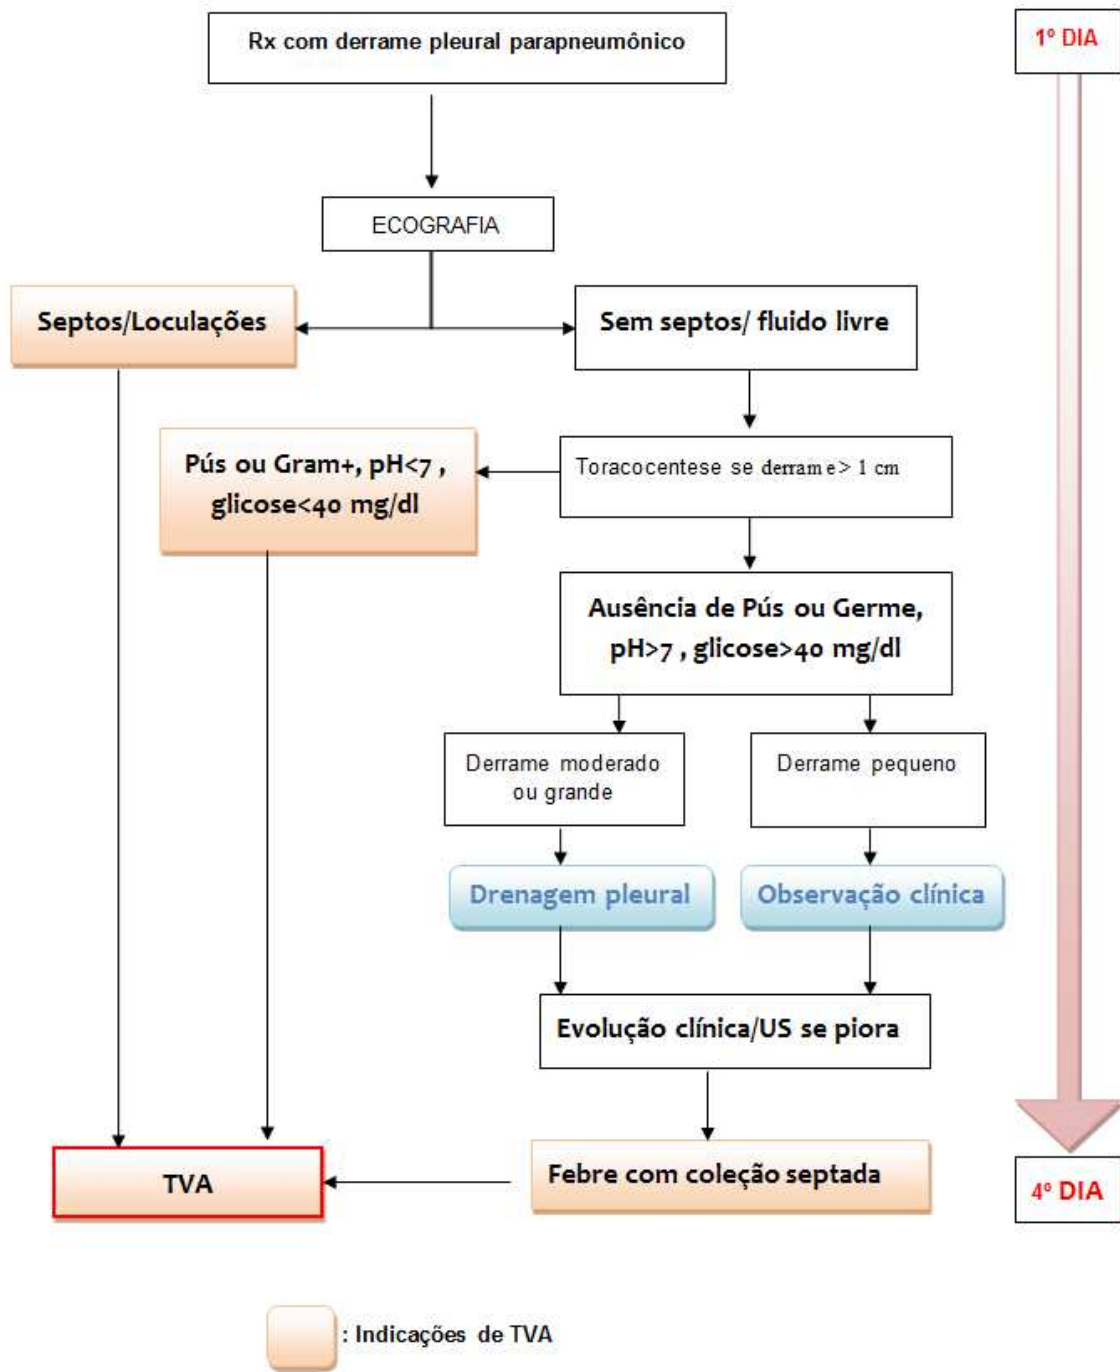 Rx com derrame pleural parapneumônico
1º DIA
ECOGRAFIA
Septos/Loculações
Sem septos/ fluido livre
Pús ou Gram+, pH<7 ,
glicose<40 mg/dl
Toracocentese se derrame> 1 cm
Ausência de Pús ou Germe,
pH>7 , glicose>40 mg/dl
Derrame moderado
ou grande
Derrame pequeno
Drenagem pleural
Observação clínica
Evolução clínica/US se piora
TVA
Febre com coleção septada
4º DIA
: Indicações de TVA